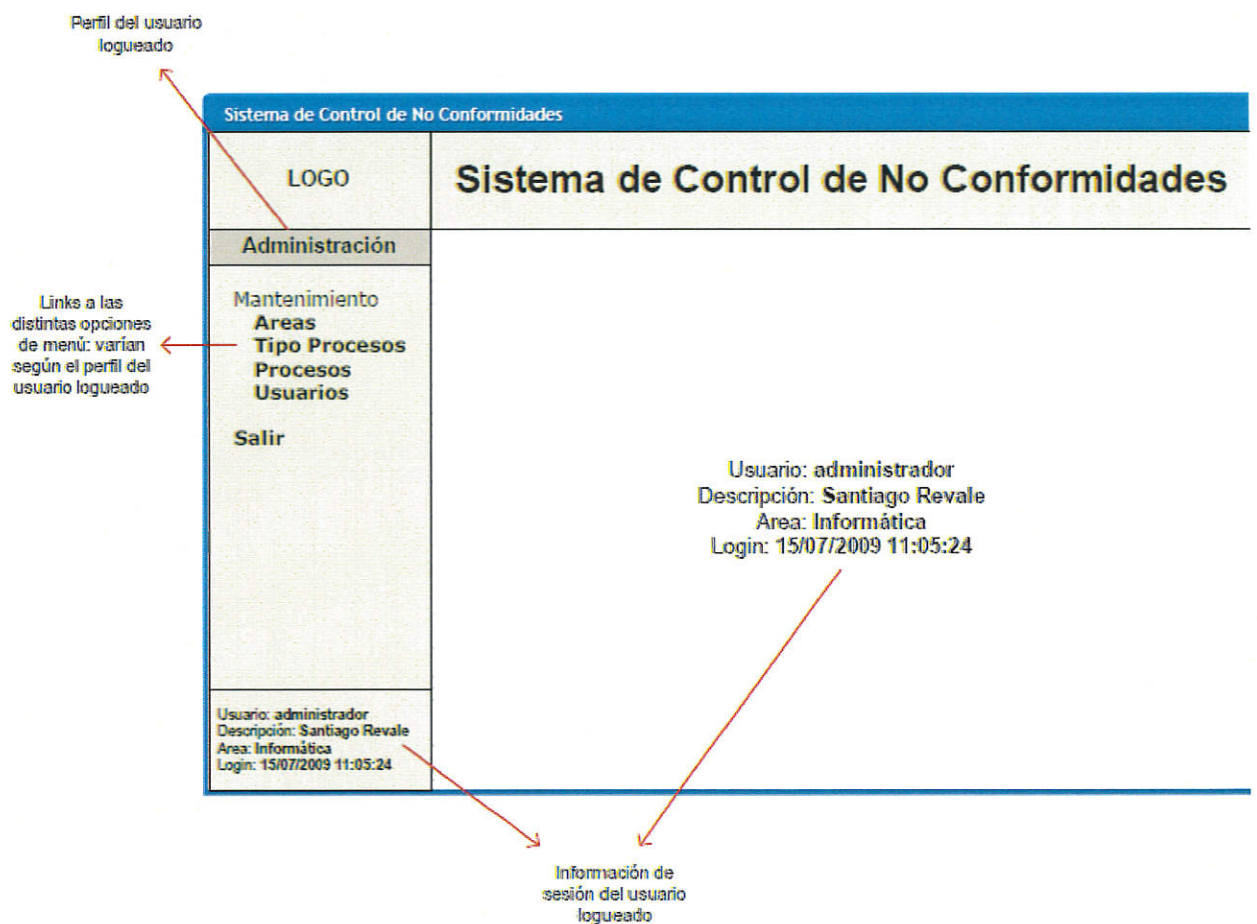 Perfil del usuario
logueado
Sistema de Control de No Conformidades
LOGO
Sistema de Control de No Conformidades
Administración
Links a las
distintas opciones
de menú: varían
según el perfil del
usuario logueado
Mantenimiento
Areas
Tipo Procesos
Procesos
Usuarios
Salir
Usuario: administrador
Descripción: Santiago Revale
Area: Informática
Login: 15/07/2009 11:05:24
Usuario: administrador
Descripción: Santiago Revale
Area: Informática
Login: 15/07/2009 11:05:24
Información de
sesión del usuario
logueado